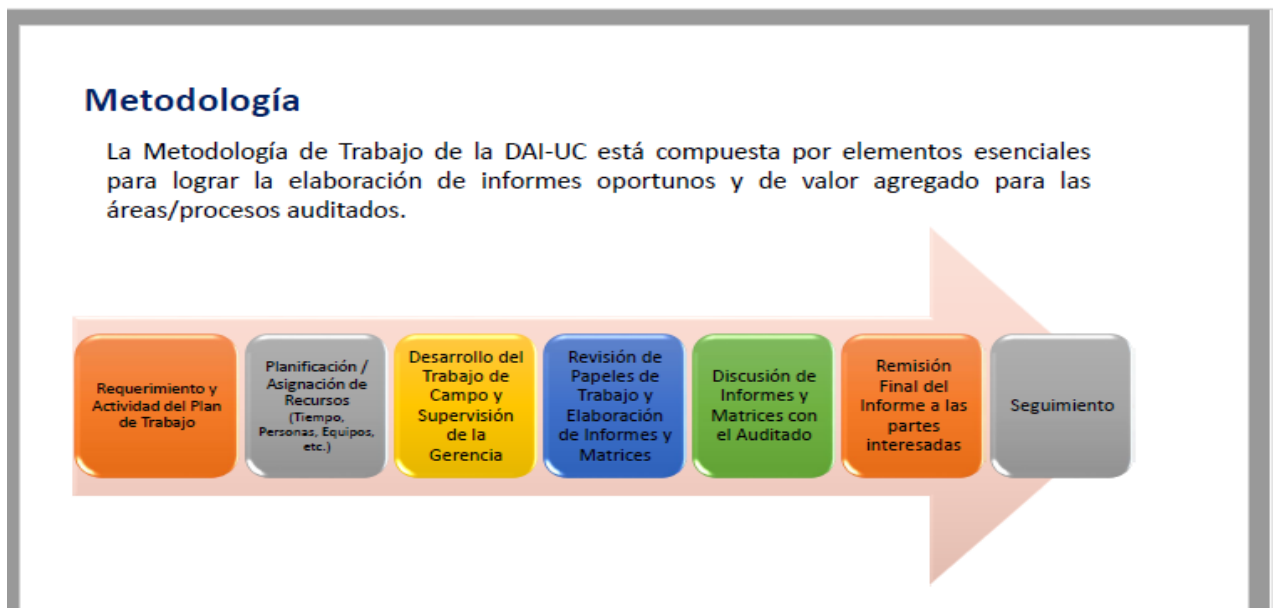 Metodología
La Metodología de Trabajo de la DAI-UC está compuesta por elementos esenciales
para lograr la elaboración de informes oportunos y de valor agregado para las
áreas/procesos auditados.
Requerimiento y
Actividad del Plan
de Trabajo
Planificación /
Asignación de
Recursos
(Tiempo,
Personas, Equipos,
etc.)
Desarrollo del
Trabajo de
Campo y
Supervisión
de la
Gerencia
Revisión de
Papeles de
Trabajo y
Elaboración
de Informes y
Matrices
Discusión de
Informes y
Matrices con
el Auditado
Remisión
Final del
Informe a las
partes
interesadas
Seguimiento